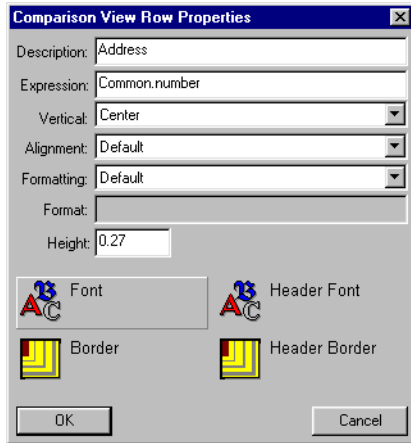 Comparison View Row Properties
Description: Address
Expression: Common.number
Vertical: Center
Alignment: Default
Formatting: Default
Format:
Height: 0.27
Font Header Font
Border Header Border
OK Cancel